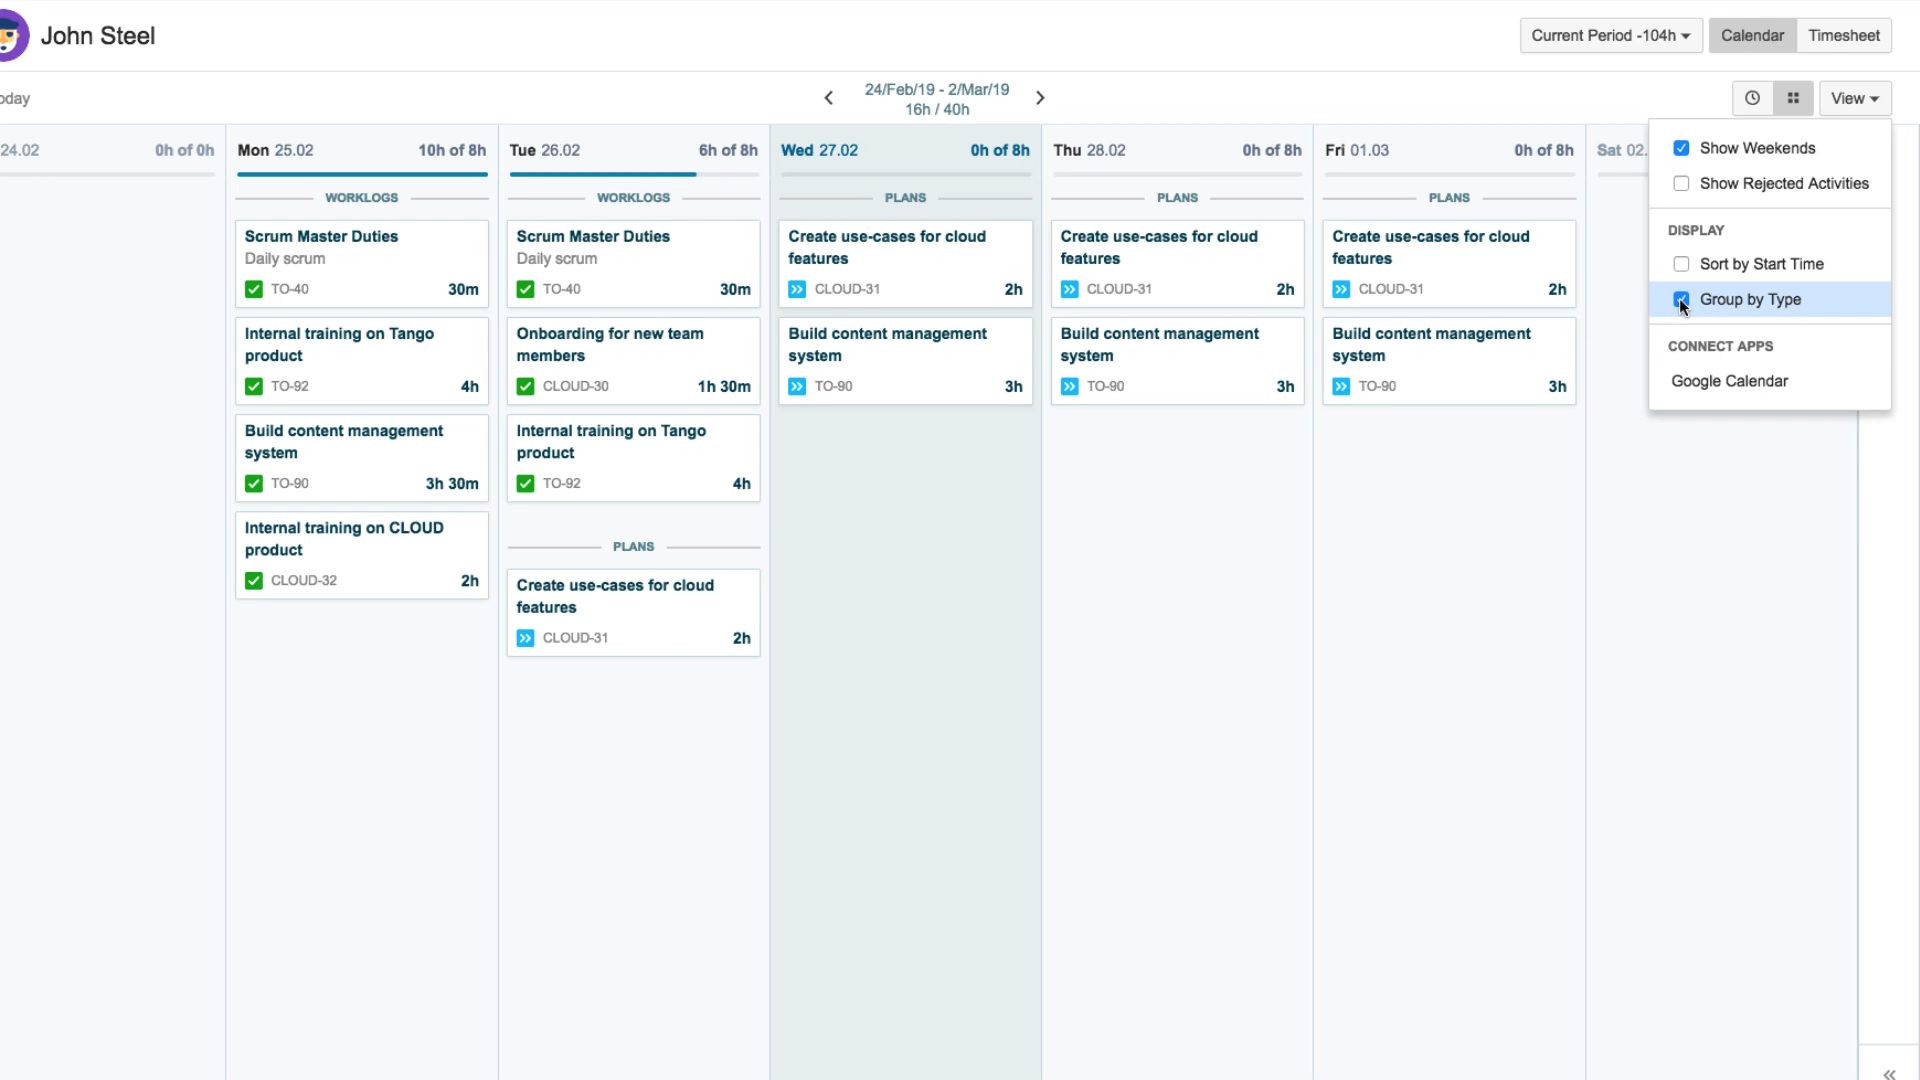 John Steel
Current Period -104h
Calendar
Timesheet
oday
24/Feb/19 - 2/Mar/19
16h / 40h
View
24.02 0h of 0h
Mon 25.02 10h of 8h
Tue 26.02 6h of 8h
Wed 27.02 0h of 8h
Thu 28.02 0h of 8h
Fri 01.03 0h of 8h
Sat 02.
WORKLOGS
Scrum Master Duties
Daily scrum
TO-40 30m
Internal training on Tango
product
TO-92 4h
Build content management
system
TO-90 3h 30m
Internal training on CLOUD
product
CLOUD-32 2h
WORKLOGS
Scrum Master Duties
Daily scrum
TO-40 30m
Onboarding for new team
members
CLOUD-30 1h 30m
Internal training on Tango
product
TO-92 4h
PLANS
Create use-cases for cloud
features
CLOUD-31 2h
PLANS
Create use-cases for cloud
features
CLOUD-31 2h
Build content management
system
TO-90 3h
PLANS
Create use-cases for cloud
features
CLOUD-31 2h
Build content management
system
TO-90 3h
PLANS
Create use-cases for cloud
features
CLOUD-31 2h
Build content management
system
TO-90 3h
Show Weekends
Show Rejected Activities
DISPLAY
Sort by Start Time
Group by Type
CONNECT APPS
Google Calendar